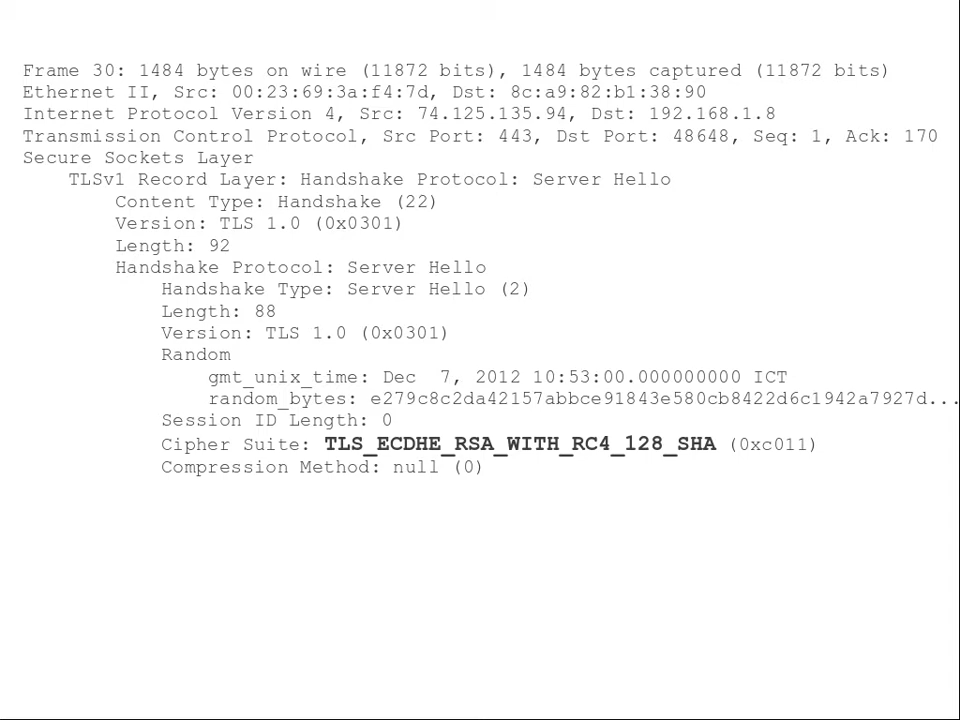 Frame 30: 1484 bytes on wire (11872 bits), 1484 bytes captured (11872 bits)
Ethernet II, Src: 00:23:69:3a:f4:7d, Dst: 8c:a9:82:b1:38:90
Internet Protocol Version 4, Src: 74.125.135.94, Dst: 192.168.1.8
Transmission Control Protocol, Src Port: 443, Dst Port: 48648, Seq: 1, Ack: 170
Secure Sockets Layer
TLSv1 Record Layer: Handshake Protocol: Server Hello
Content Type: Handshake (22)
Version: TLS 1.0 (0x0301)
Length: 92
Handshake Protocol: Server Hello
Handshake Type: Server Hello (2)
Length: 88
Version: TLS 1.0 (0x0301)
Random
gmt_unix_time: Dec  7, 2012 10:53:00.000000000 ICT
random_bytes: e279c8c2da42157abbce91843e580cb8422d6c1942a7927d...
Session ID Length: 0
Cipher Suite: TLS_ECDHE_RSA_WITH_RC4_128_SHA (0xc011)
Compression Method: null (0)